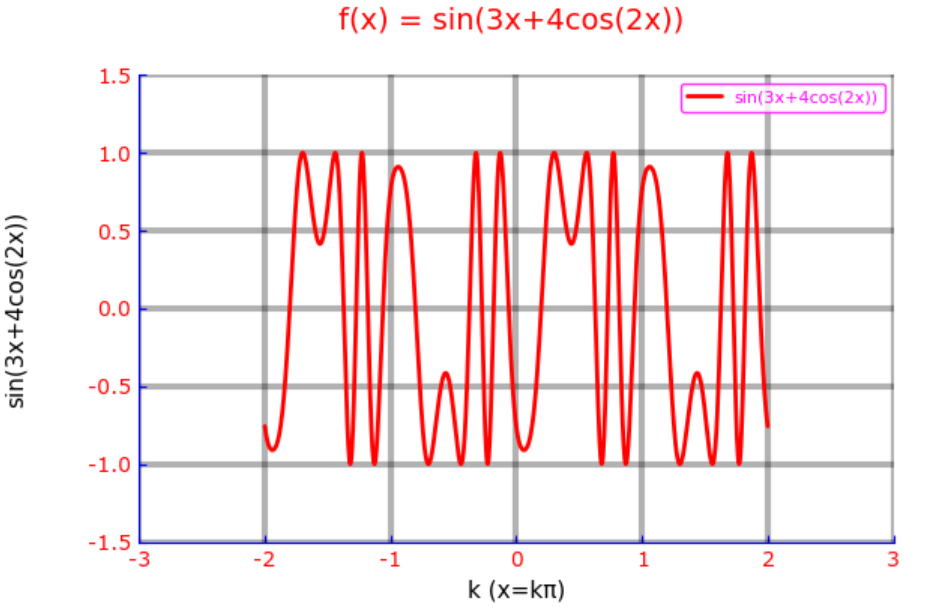 f(x) = sin(3x+4cos(2x))
sin(3x+4cos(2x))
1.5
1.0
0.5
0.0
-0.5
-1.0
-1.5
-3 -2 -1 0 1 2 3
sin(3x+4cos(2x))
k (x=kπ)